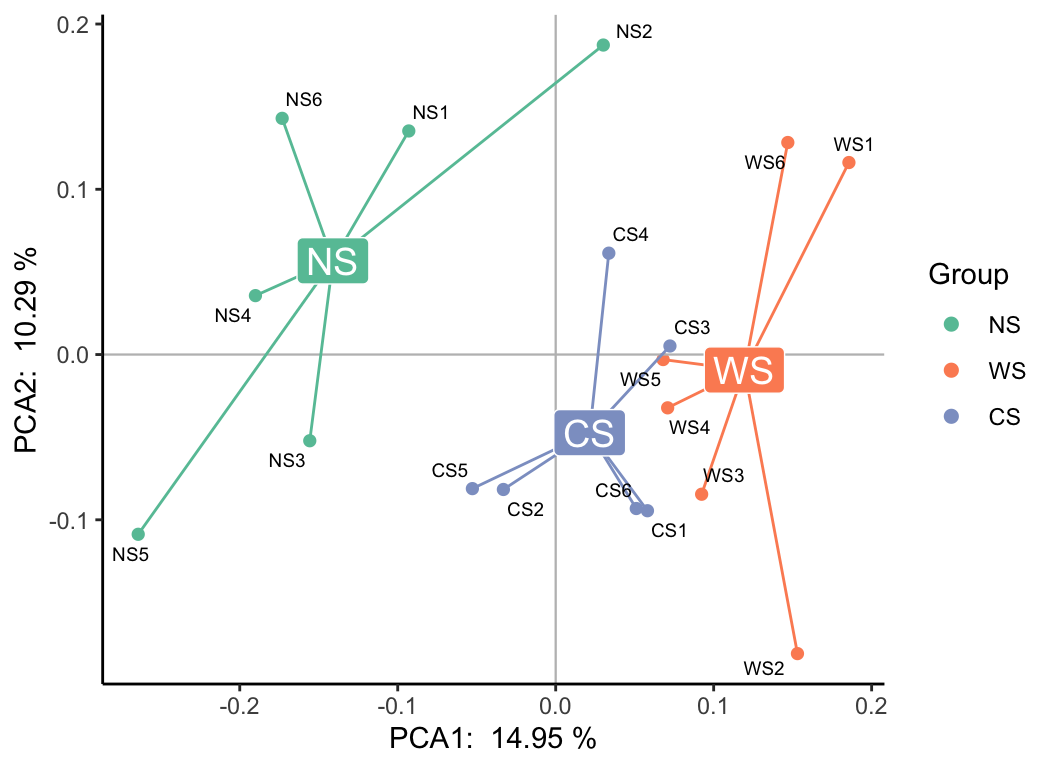 0.2
0.1
0.0
-0.1
PCA2:  10.29 %
NS2
NS6
NS1
WS6
WS1
CS4
NS
NS4
CS3
WS5
WS
WS4
CS
NS3
CS5
CS2
CS6
WS3
CS1
NS5
WS2
-0.2
-0.1
0.0
0.1
0.2
PCA1:  14.95 %
Group
NS
WS
CS